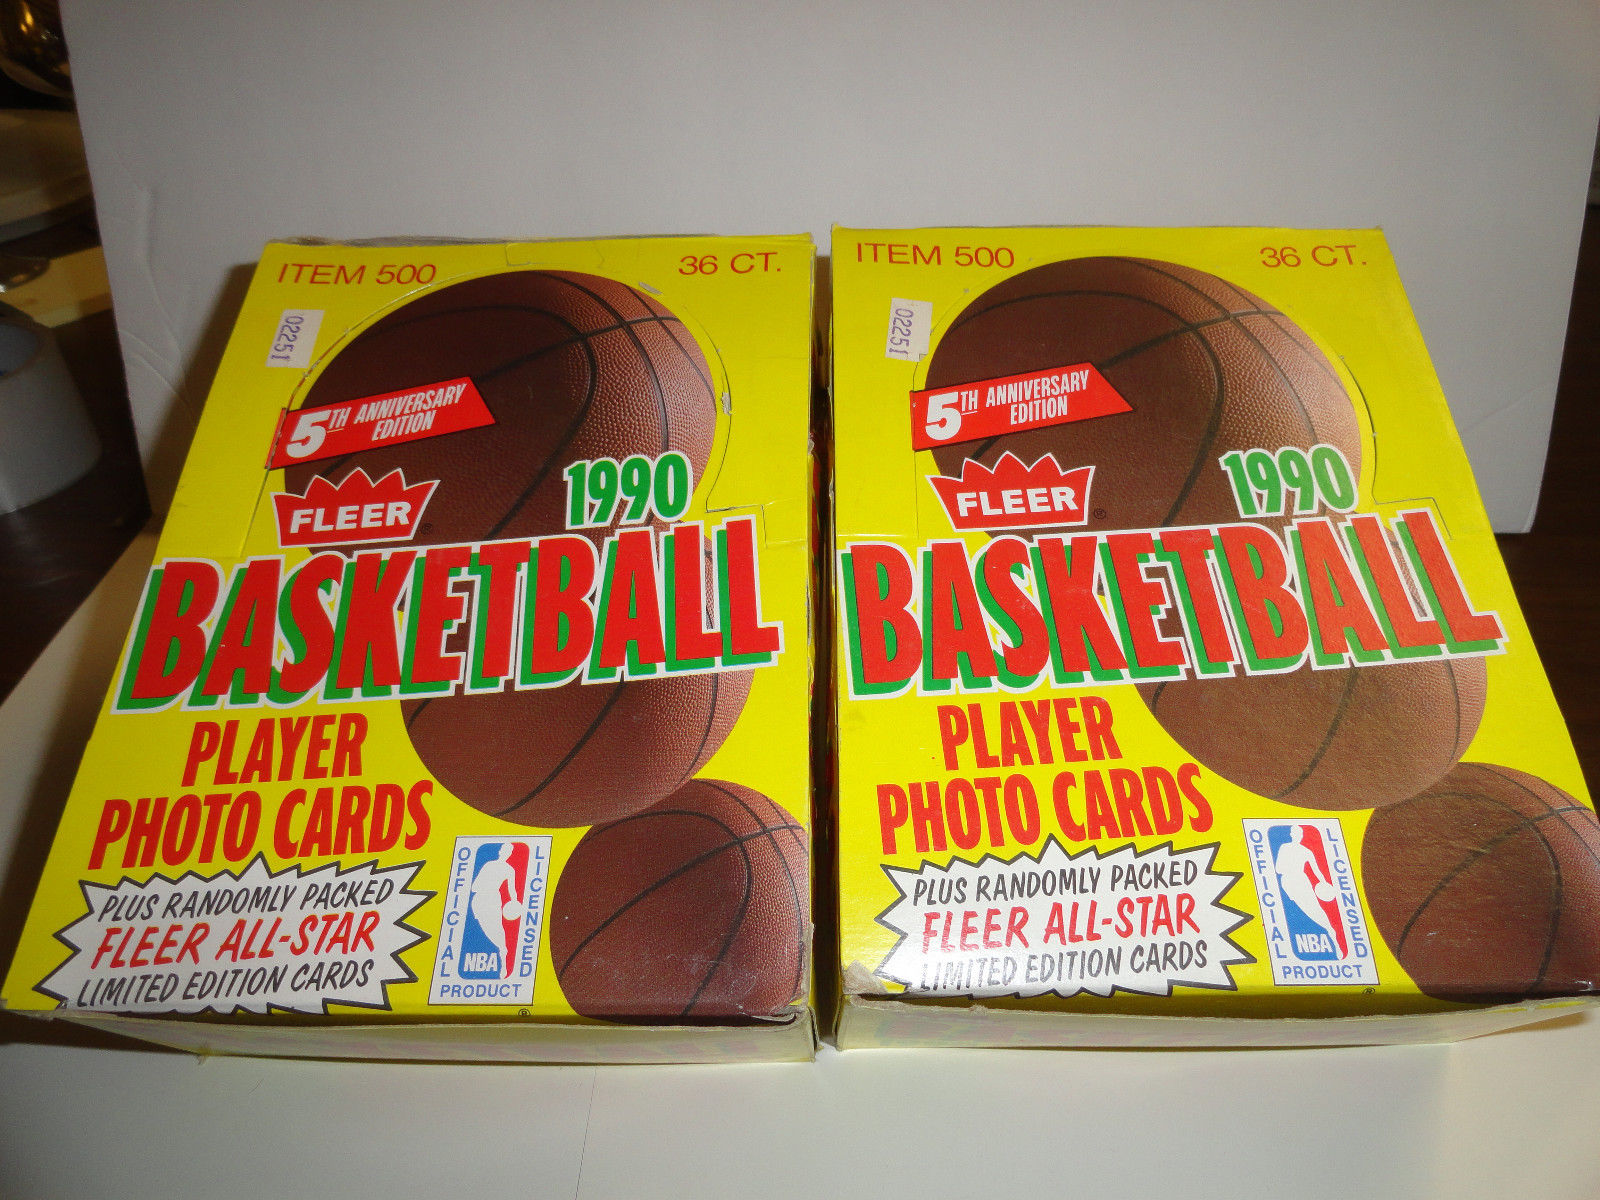 ITEM 500
36 CT.
02251
5TH ANNIVERSARY
EDITION
FLEER®
1990
BASKETBALL
PLAYER
PHOTO CARDS
PLUS RANDOMLY PACKED
FLEER ALL-STAR
LIMITED EDITION CARDS
OFFICIAL
LICENSED
NBA
PRODUCT
®
ITEM 500
36 CT.
02251
5TH ANNIVERSARY
EDITION
FLEER®
1990
BASKETBALL
PLAYER
PHOTO CARDS
PLUS RANDOMLY PACKED
FLEER ALL-STAR
LIMITED EDITION CARDS
OFFICIAL
LICENSED
NBA
PRODUCT
®